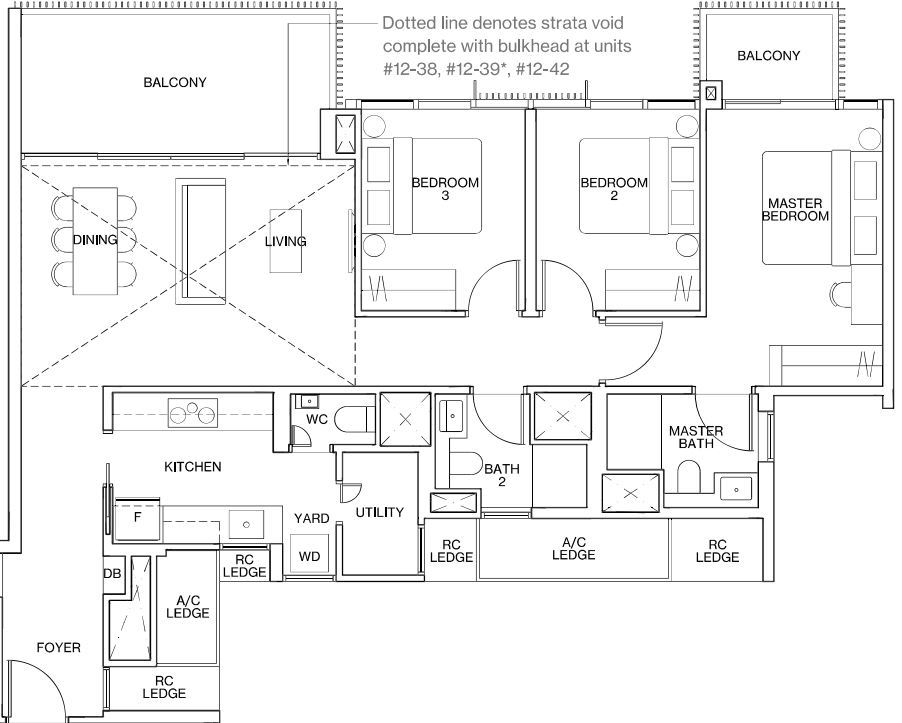 Dotted line denotes strata void
complete with bulkhead at units
#12-38, #12-39*, #12-42
BALCONY
BALCONY
BEDROOM
3
BEDROOM
2
MASTER
BEDROOM
DINING
LIVING
WC
KITCHEN
BATH
2
MASTER
BATH
F
YARD
UTILITY
WD
RC
LEDGE
RC
LEDGE
A/C
LEDGE
RC
LEDGE
DB
A/C
LEDGE
FOYER
RC
LEDGE